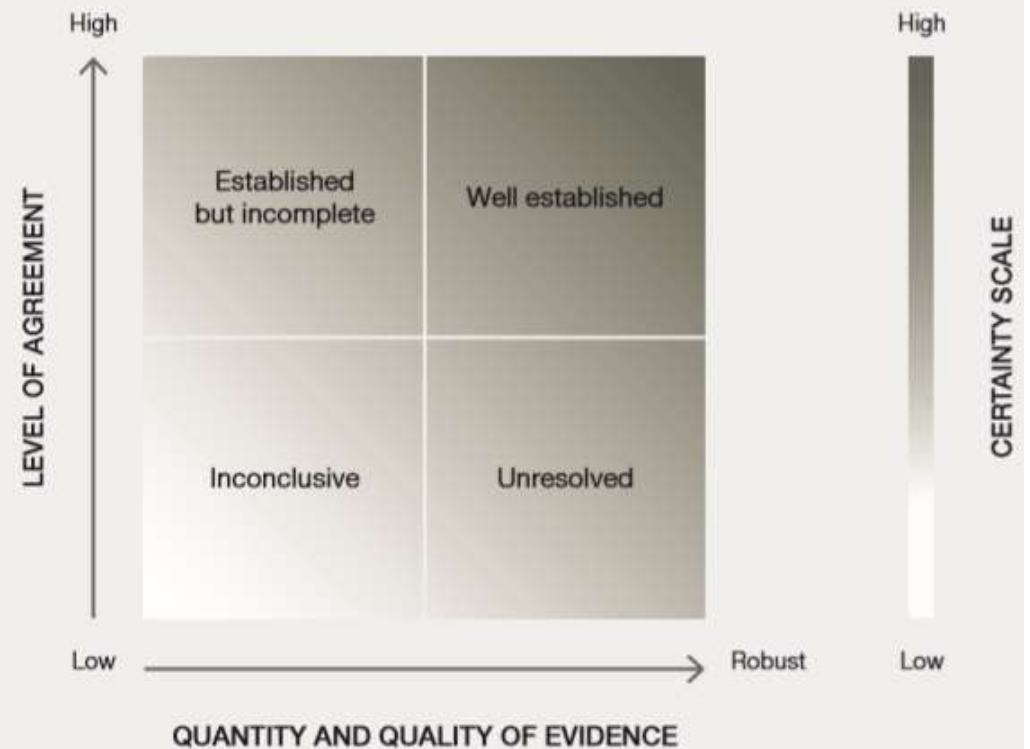 High
High
LEVEL OF AGREEMENT
Established
but incomplete
Well established
CERTAINTY SCALE
Inconclusive
Unresolved
Low
Robust
Low
QUANTITY AND QUALITY OF EVIDENCE